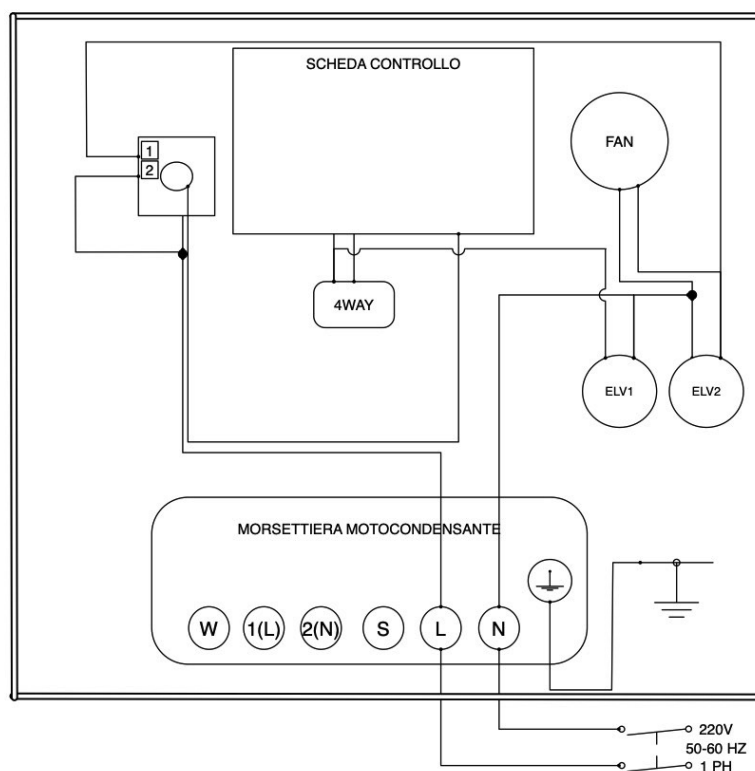 SCHEDA CONTROLLO
FAN
1
2
4WAY
ELV1
ELV2
MORSETTIERA MOTOCONDENSANTE
W
1(L)
2(N)
S
L
N
220V
50-60 HZ
1 PH